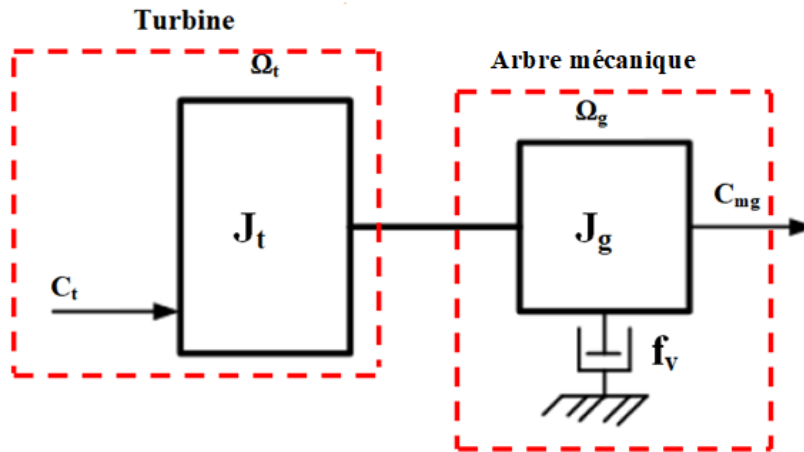 Turbine
Ωt
Arbre mécanique
Ωg
Jt
Jg
Cmg
Ct
fv